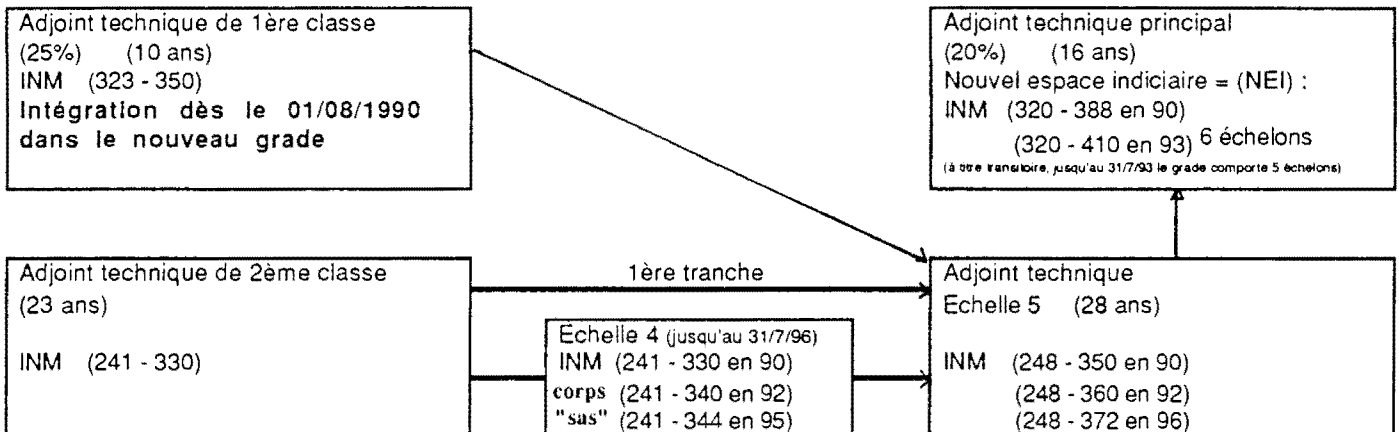 Adjoint technique de 1ère classe
(25%) (10 ans)
INM (323 - 350)
Intégration dès le 01/08/1990
dans le nouveau grade
Adjoint technique principal
(20%) (16 ans)
Nouvel espace indiciaire = (NEI) :
INM (320 - 388 en 90)
(320 - 410 en 93) 6 échelons
(à titre transitoire, jusqu'au 31/7/93 le grade comporte 5 échelons)
Adjoint technique de 2ème classe
(23 ans)
INM (241 - 330)
1ère tranche
Echelle 4 (jusqu'au 31/7/96)
INM (241 - 330 en 90)
corps (241 - 340 en 92)
"sas" (241 - 344 en 95)
Adjoint technique
Echelle 5 (28 ans)
INM (248 - 350 en 90)
(248 - 360 en 92)
(248 - 372 en 96)